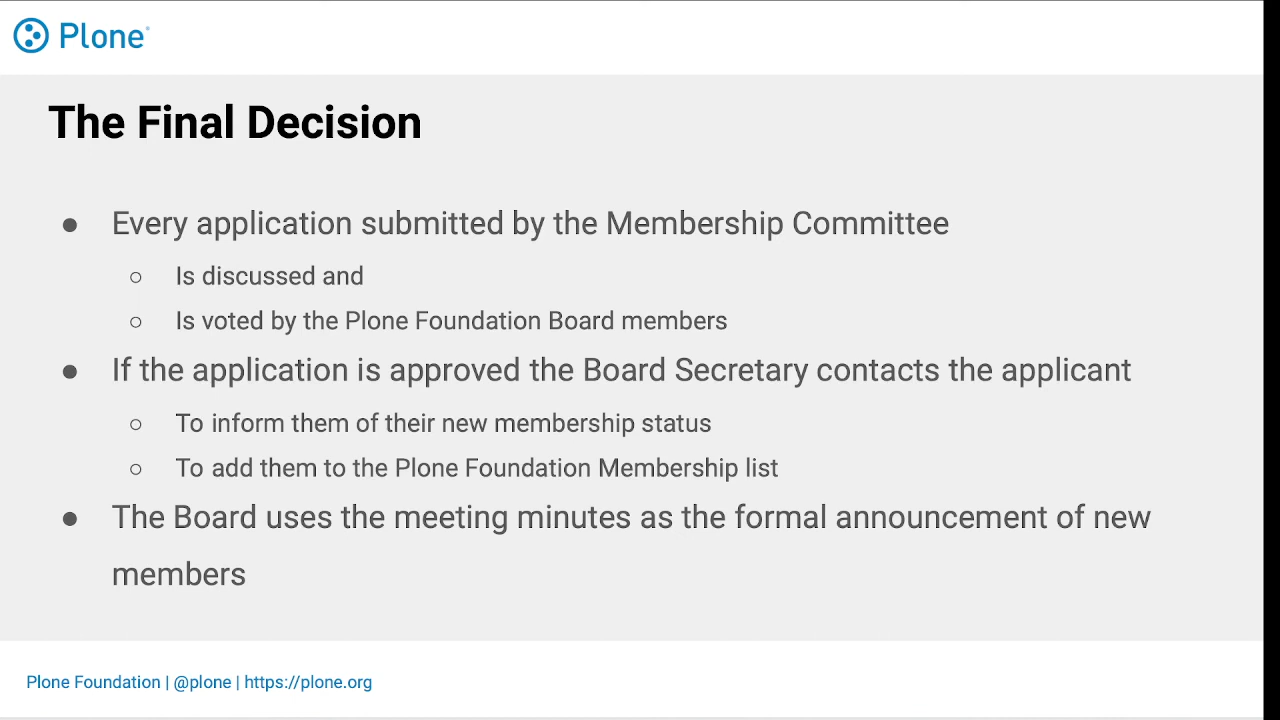 Plone
The Final Decision
● Every application submitted by the Membership Committee
○ Is discussed and
○ Is voted by the Plone Foundation Board members
● If the application is approved the Board Secretary contacts the applicant
○ To inform them of their new membership status
○ To add them to the Plone Foundation Membership list
● The Board uses the meeting minutes as the formal announcement of new
members
Plone Foundation | @plone | https://plone.org